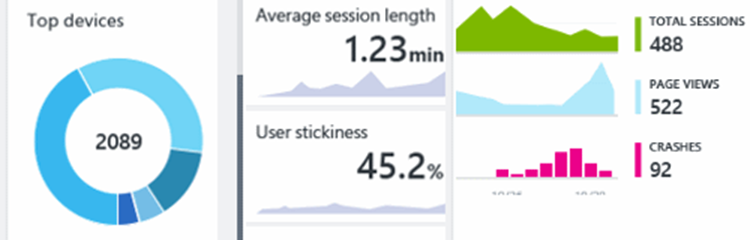 Top devices
2089
Average session length
1.23min
User stickiness
45.2%
TOTAL SESSIONS
488
PAGE VIEWS
522
CRASHES
92